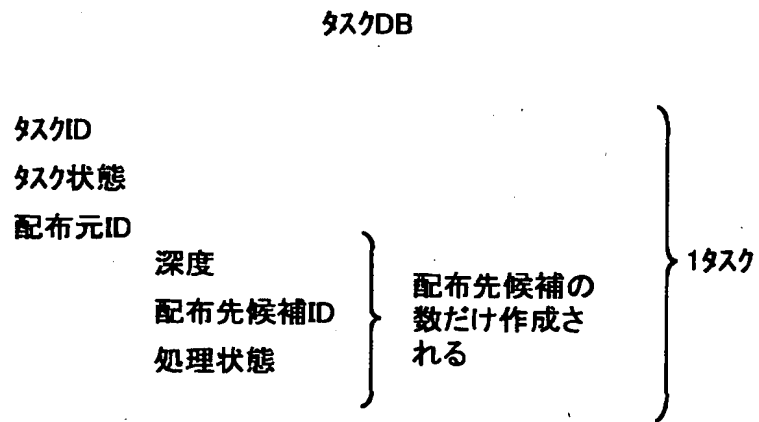 タスクDB
タスクID
タスク状態
配布元ID
深度
配布先候補ID
処理状態
配布先候補の
数だけ作成さ
れる
1タスク